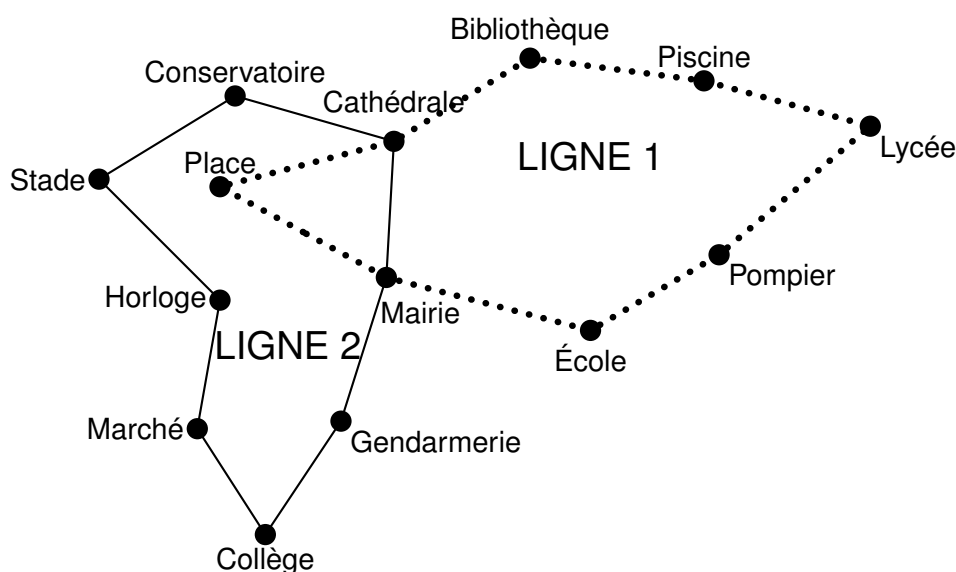 Bibliothèque
Piscine
Conservatoire
Cathédrale
Lycée
LIGNE 1
Place
Stade
Pompier
Horloge
Mairie
LIGNE 2
École
Marché
Gendarmerie
Collège